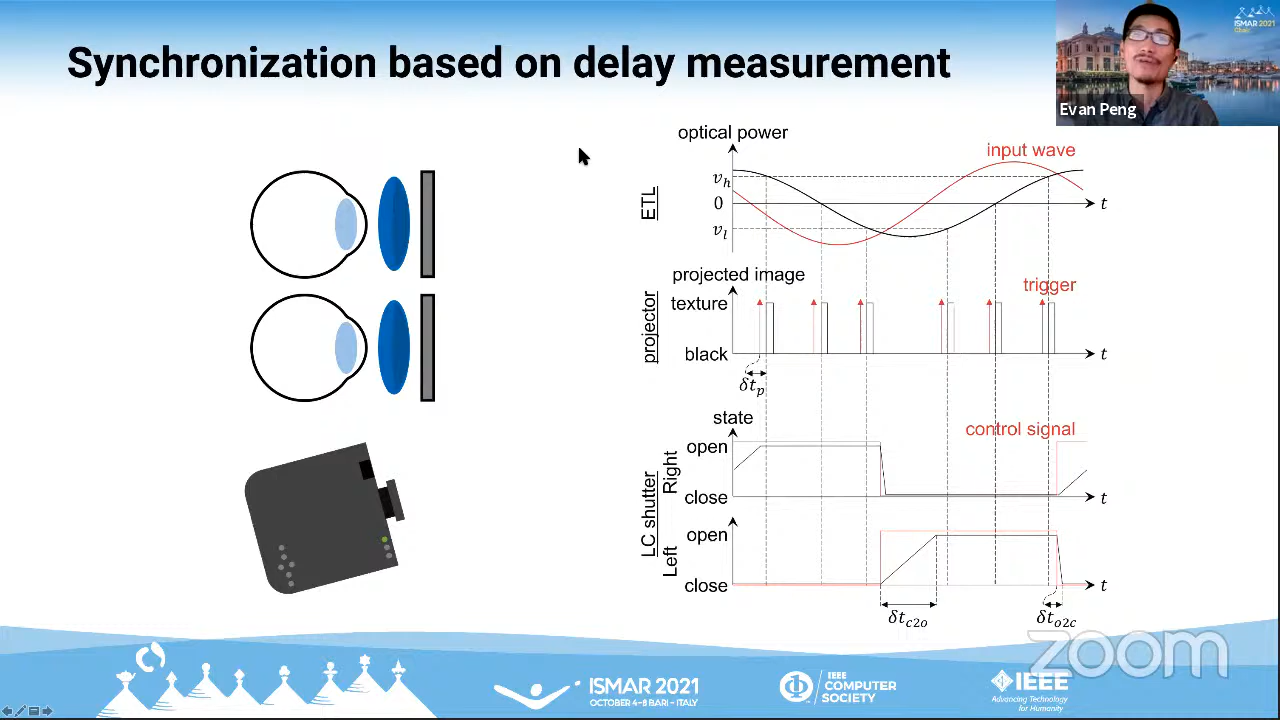 Synchronization based on delay measurement
ISMAR 2021
Evan Peng
optical power
input wave
ETL
v_h
0
v_l
t
projected image
trigger
projector
texture
black
t
δt_p
state
control signal
LC shutter
Right
open
close
t
Left
open
close
t
δt_c2o
δt_o2c
zoom
ISMAR 2021
OCTOBER 4-8 BARI - ITALY
IEEE
COMPUTER
SOCIETY
IEEE
Advancing Technology
for Humanity